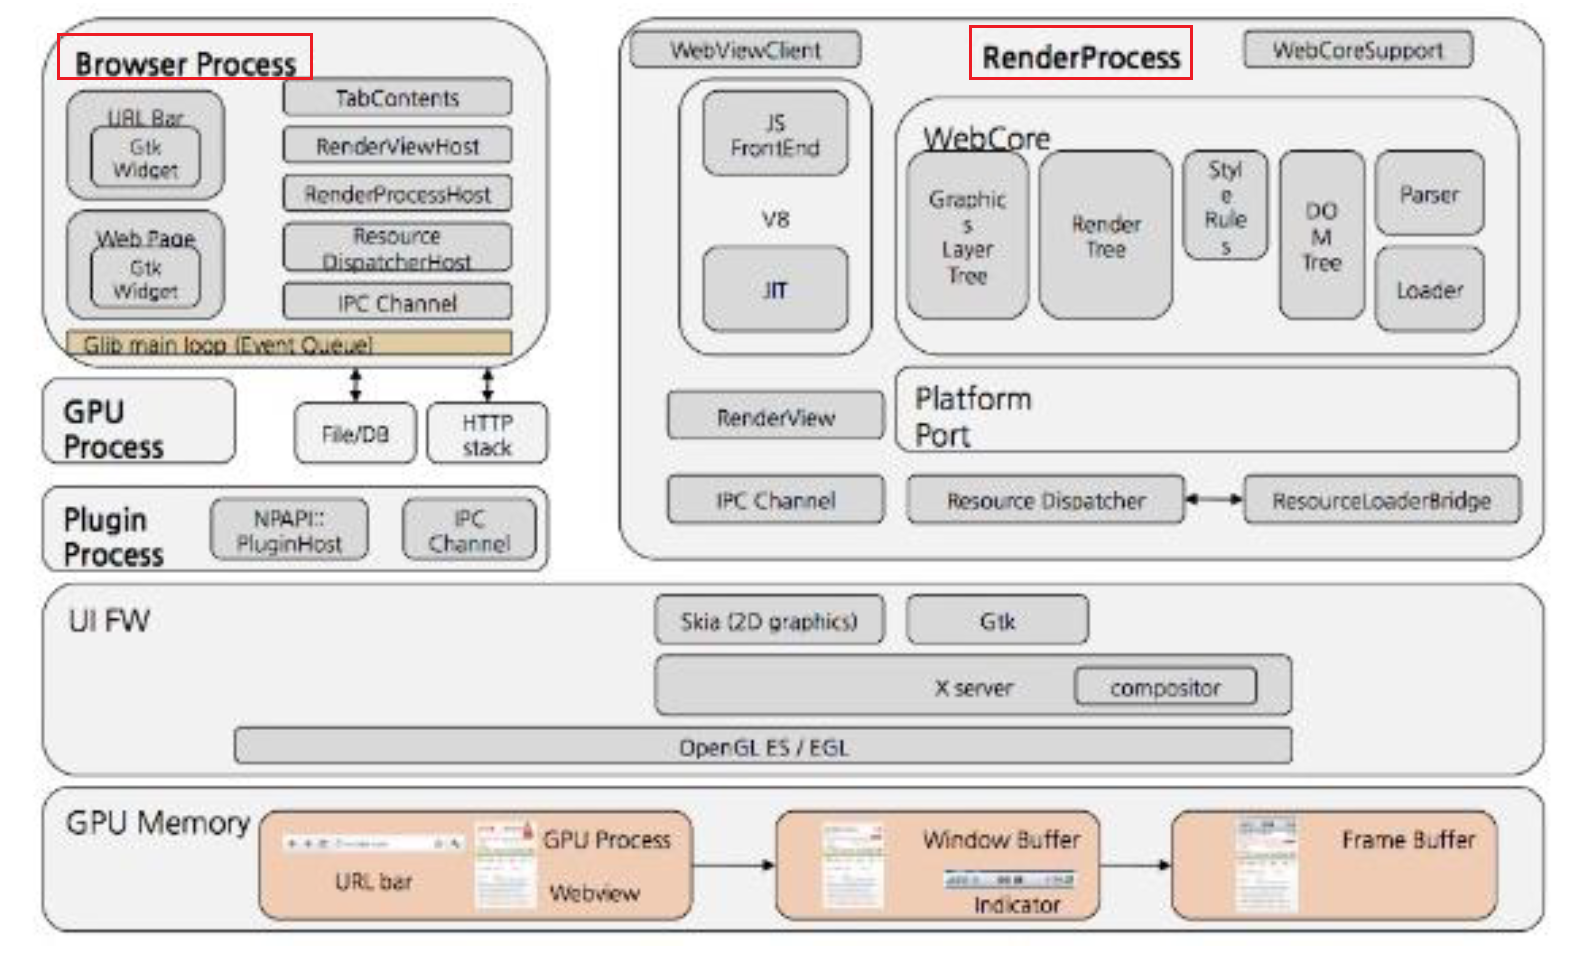 Browser Process
URL Bar
Gtk
Widget
Web Page
Gtk
Widget
TabContents
RenderViewHost
RenderProcessHost
Resource
DispatcherHost
IPC Channel
Glib main loop (Event Queue)
GPU
Process
File/DB
HTTP
stack
Plugin
Process
NPAPI::
PluginHost
IPC
Channel
WebViewClient
RenderProcess
WebCoreSupport
JS
FrontEnd
V8
JIT
WebCore
Graphic
s
Layer
Tree
Render
Tree
Styl
e
Rule
s
DO
M
Tree
Parser
Loader
RenderView
Platform
Port
IPC Channel
Resource Dispatcher
ResourceLoaderBridge
UI FW
Skia (2D graphics)
Gtk
X server
compositor
OpenGL ES / EGL
GPU Memory
URL bar
GPU Process
Webview
Window Buffer
Indicator
Frame Buffer